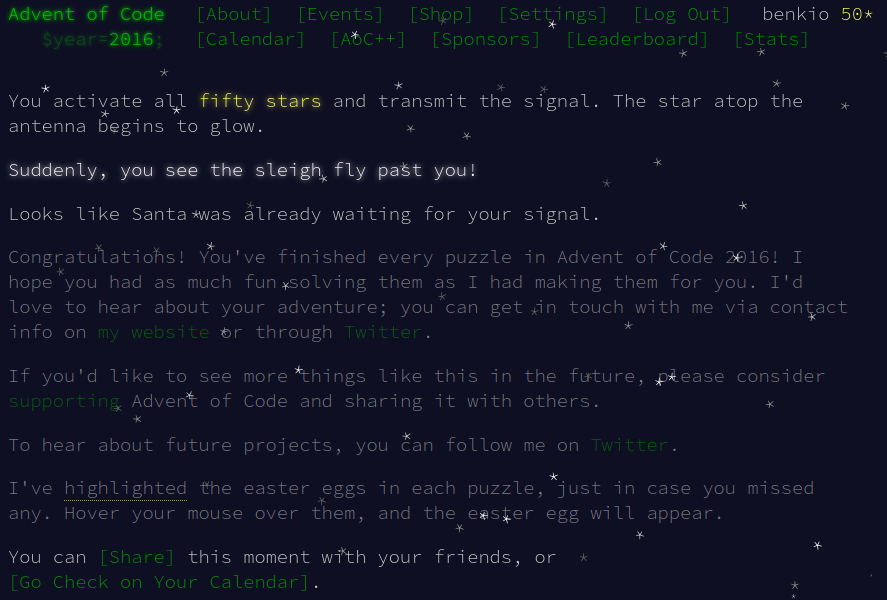 Advent of Code [About] [Events] [Shop] [Settings] [Log Out] benkio 50*
$year=2016; [Calendar] [AoC++] [Sponsors] [Leaderboard] [Stats]
You activate all fifty stars and transmit the signal. The star atop the
antenna begins to glow.
Suddenly, you see the sleigh fly past you!
Looks like Santa was already waiting for your signal.
Congratulations! You've finished every puzzle in Advent of Code 2016! I
hope you had as much fun solving them as I had making them for you. I'd
love to hear about your adventure; you can get in touch with me via contact
info on my website or through Twitter.
If you'd like to see more things like this in the future, please consider
supporting Advent of Code and sharing it with others.
To hear about future projects, you can follow me on Twitter.
I've highlighted the easter eggs in each puzzle, just in case you missed
any. Hover your mouse over them, and the easter egg will appear.
You can [Share] this moment with your friends, or
[Go Check on Your Calendar].